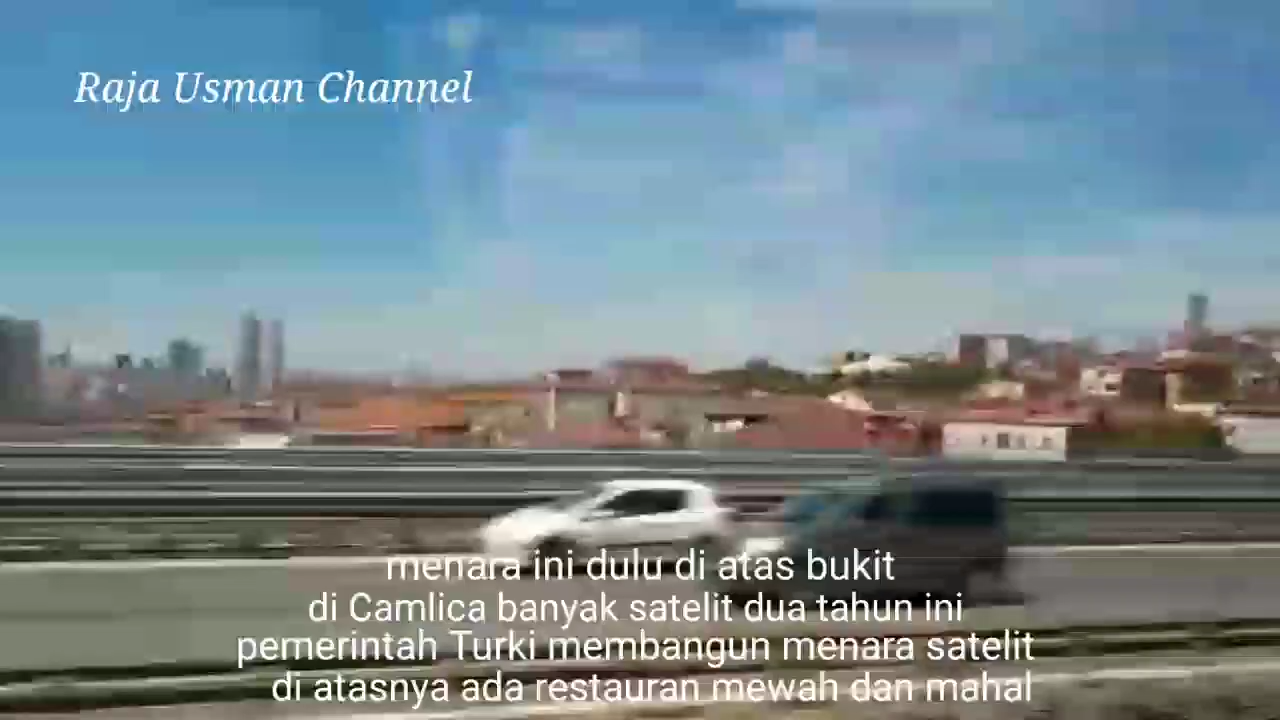 Raja Usman Channel
menara ini dulu di atas bukit
di Camlica banyak satelit dua tahun ini
pemerintah Turki membangun menara satelit
di atasnya ada restauran mewah dan mahal